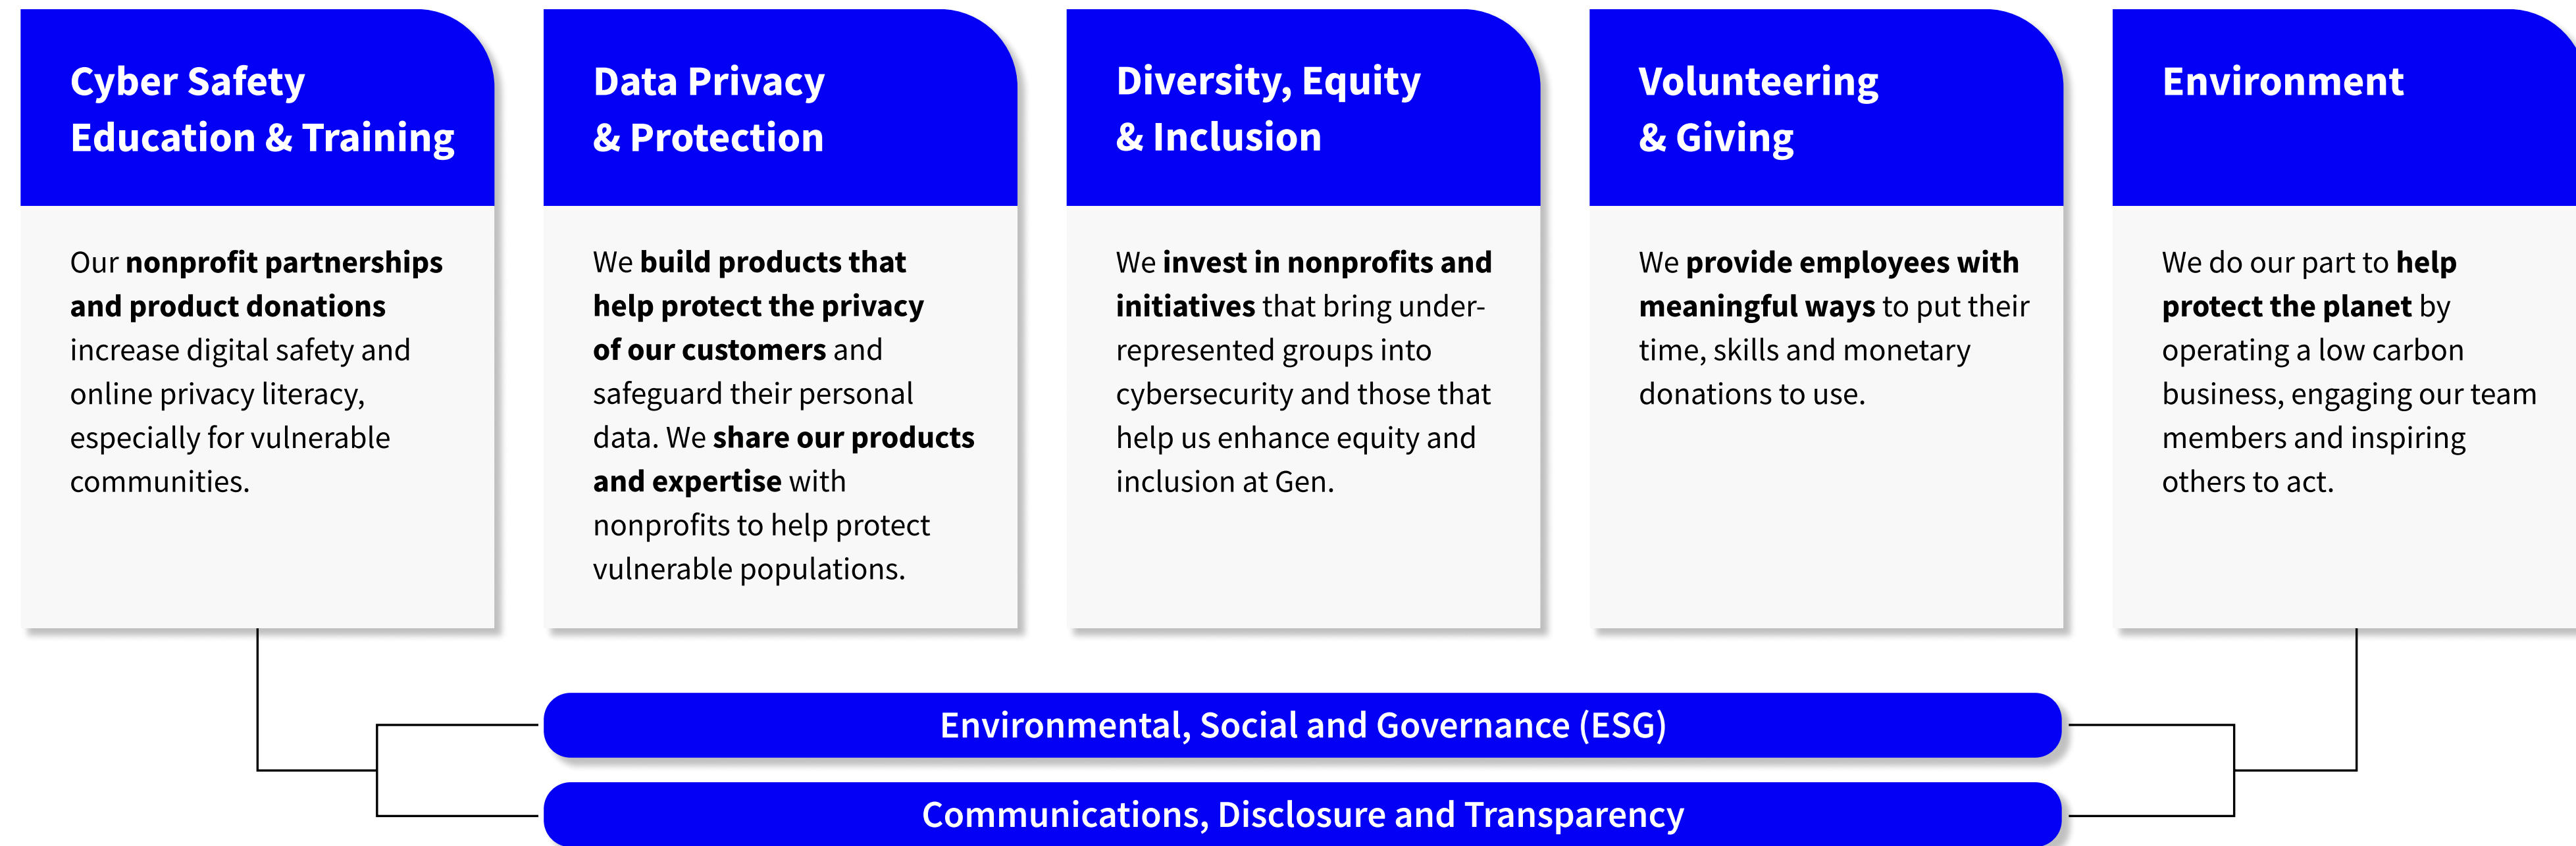 Cyber Safety
Education & Training
Our nonprofit partnerships
and product donations
increase digital safety and
online privacy literacy,
especially for vulnerable
communities.
Data Privacy
& Protection
We build products that
help protect the privacy
of our customers and
safeguard their personal
data. We share our products
and expertise with
nonprofits to help protect
vulnerable populations.
Diversity, Equity
& Inclusion
We invest in nonprofits and
initiatives that bring under-
represented groups into
cybersecurity and those that
help us enhance equity and
inclusion at Gen.
Volunteering
& Giving
We provide employees with
meaningful ways to put their
time, skills and monetary
donations to use.
Environment
We do our part to help
protect the planet by
operating a low carbon
business, engaging our team
members and inspiring
others to act.
Environmental, Social and Governance (ESG)
Communications, Disclosure and Transparency